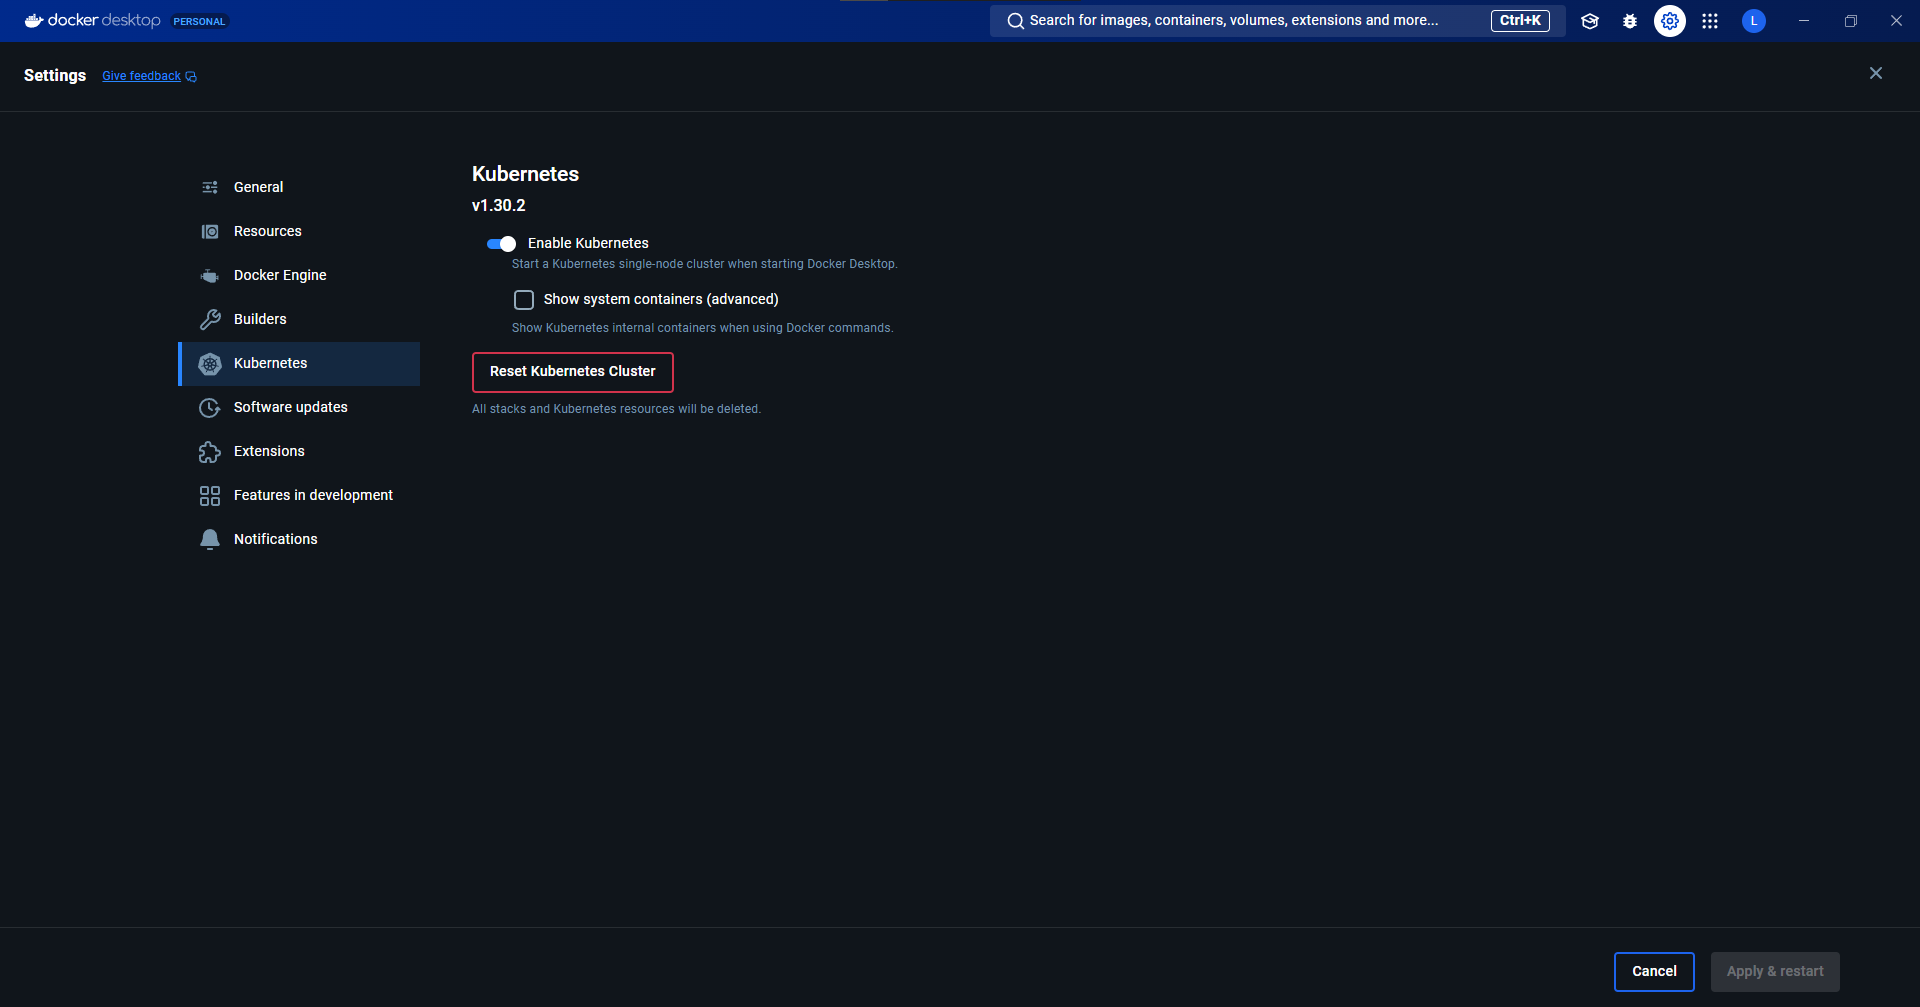 docker desktop PERSONAL
Search for images, containers, volumes, extensions and more... Ctrl+K
L
Settings Give feedback
General
Resources
Docker Engine
Builders
Kubernetes
Software updates
Extensions
Features in development
Notifications
Kubernetes
v1.30.2
Enable Kubernetes
Start a Kubernetes single-node cluster when starting Docker Desktop.
Show system containers (advanced)
Show Kubernetes internal containers when using Docker commands.
Reset Kubernetes Cluster
All stacks and Kubernetes resources will be deleted.
Cancel Apply & restart